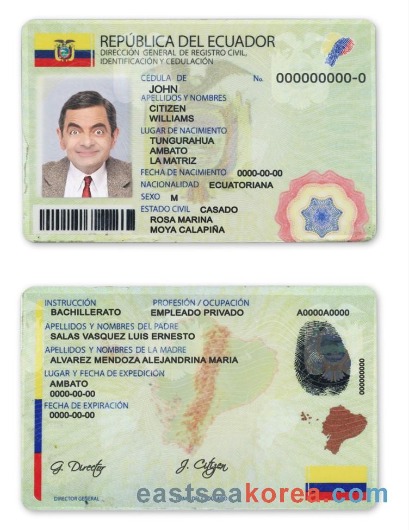 REPÚBLICA DEL ECUADOR
DIRECCIÓN GENERAL DE REGISTRO CIVIL,
IDENTIFICACIÓN Y CEDULACIÓN
CÉDULA DE No. 000000000-0
JOHN
APELLIDOS Y NOMBRES
CITIZEN
WILLIAMS
LUGAR DE NACIMIENTO
TUNGURAHUA
AMBATO
LA MATRIZ
FECHA DE NACIMIENTO 0000-00-00
NACIONALIDAD ECUATORIANA
SEXO M
ESTADO CIVIL CASADO
ROSA MARINA
MOYA CALAPIÑA
INSTRUCCIÓN PROFESIÓN / OCUPACIÓN
BACHILLERATO EMPLEADO PRIVADO A0000A0000
APELLIDOS Y NOMBRES DEL PADRE
SALAS VASQUEZ LUIS ERNESTO
APELLIDOS Y NOMBRES DE LA MADRE
ALVAREZ MENDOZA ALEJANDRINA MARIA
LUGAR Y FECHA DE EXPEDICIÓN
AMBATO
0000-00-00
FECHA DE EXPIRACIÓN
0000-00-00
000000000
G. Director J. Citizen
DIRECTOR GENERAL
eastseakorea.com